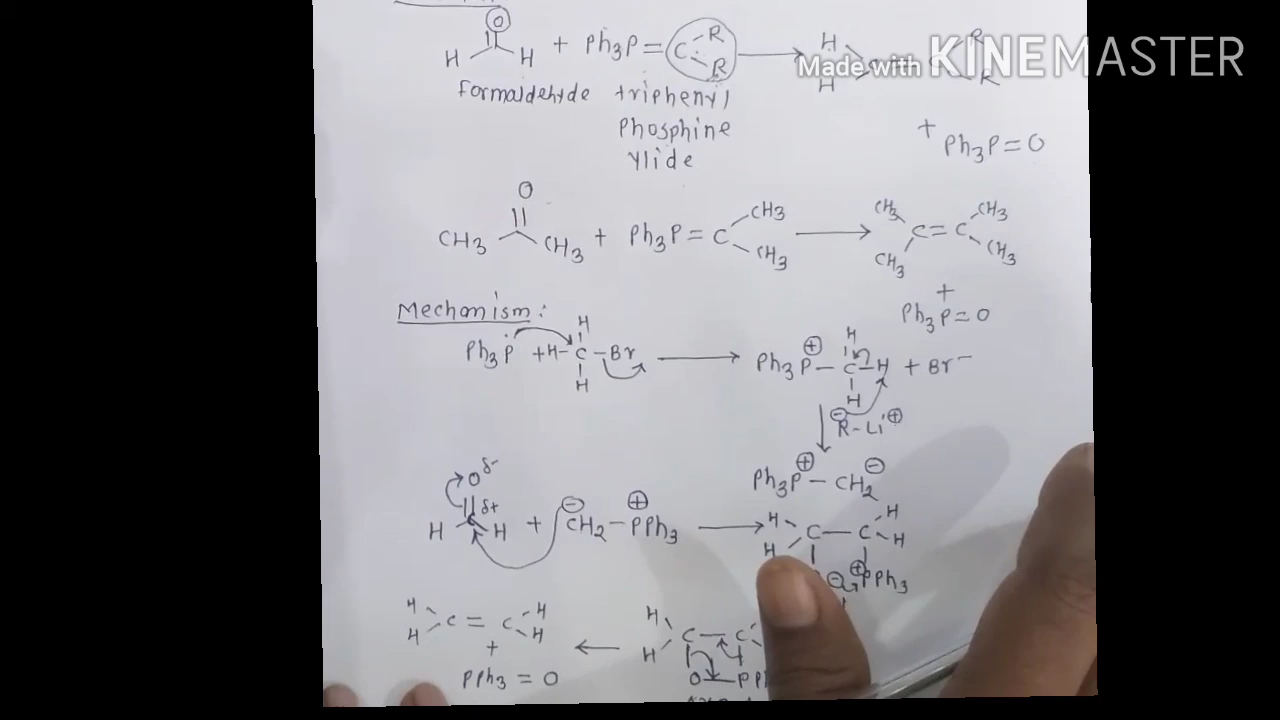 Made with KINEMASTER
O
H H + Ph₃P = C R R → H H R R
Formaldehyde triphenyl
phosphine
ylide
+ Ph₃P = O
O
CH₃ CH₃ + Ph₃P = C CH₃ CH₃ → CH₃ CH₃ C = C CH₃ CH₃
+
Ph₃P = O
Mechanism :
Ph₃P̈ + H - C - Br H H → Ph₃P⊕ - C - H H H + Br⁻
⊖R - Li⊕
Ph₃P⊕ - CH₂⊖
O δ- δ+ H H + ⊖CH₂ - ⊕PPh₃ → H H C - C H H ⊖ ⊕PPh₃
H H C = C H H ← H H C - C
+
PPh₃ = O O - PPh